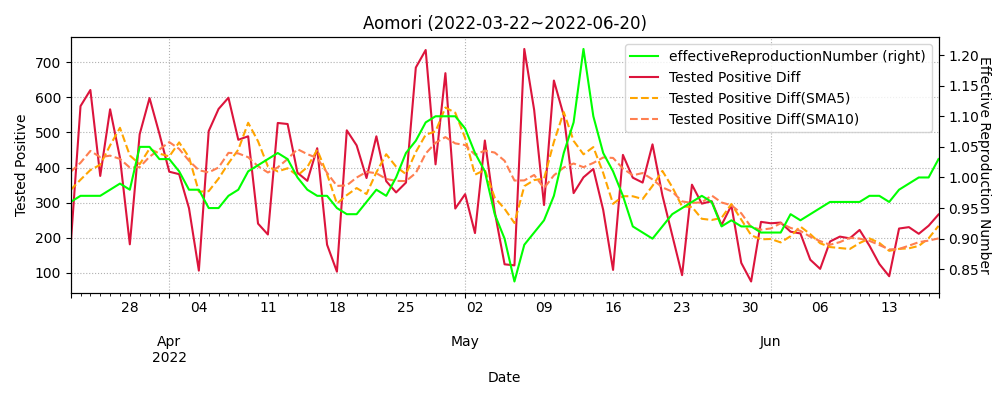 Aomori (2022-03-22~2022-06-20)
effectiveReproductionNumber (right)
Tested Positive Diff
Tested Positive Diff(SMA5)
Tested Positive Diff(SMA10)
Tested Positive
700
600
500
400
300
200
100
1.20
1.15
1.10
1.05
1.00
0.95
0.90
0.85
Effective Reproduction Number
28 04 11 18 25 02 09 16 23 30 06 13
Apr May Jun
2022
Date